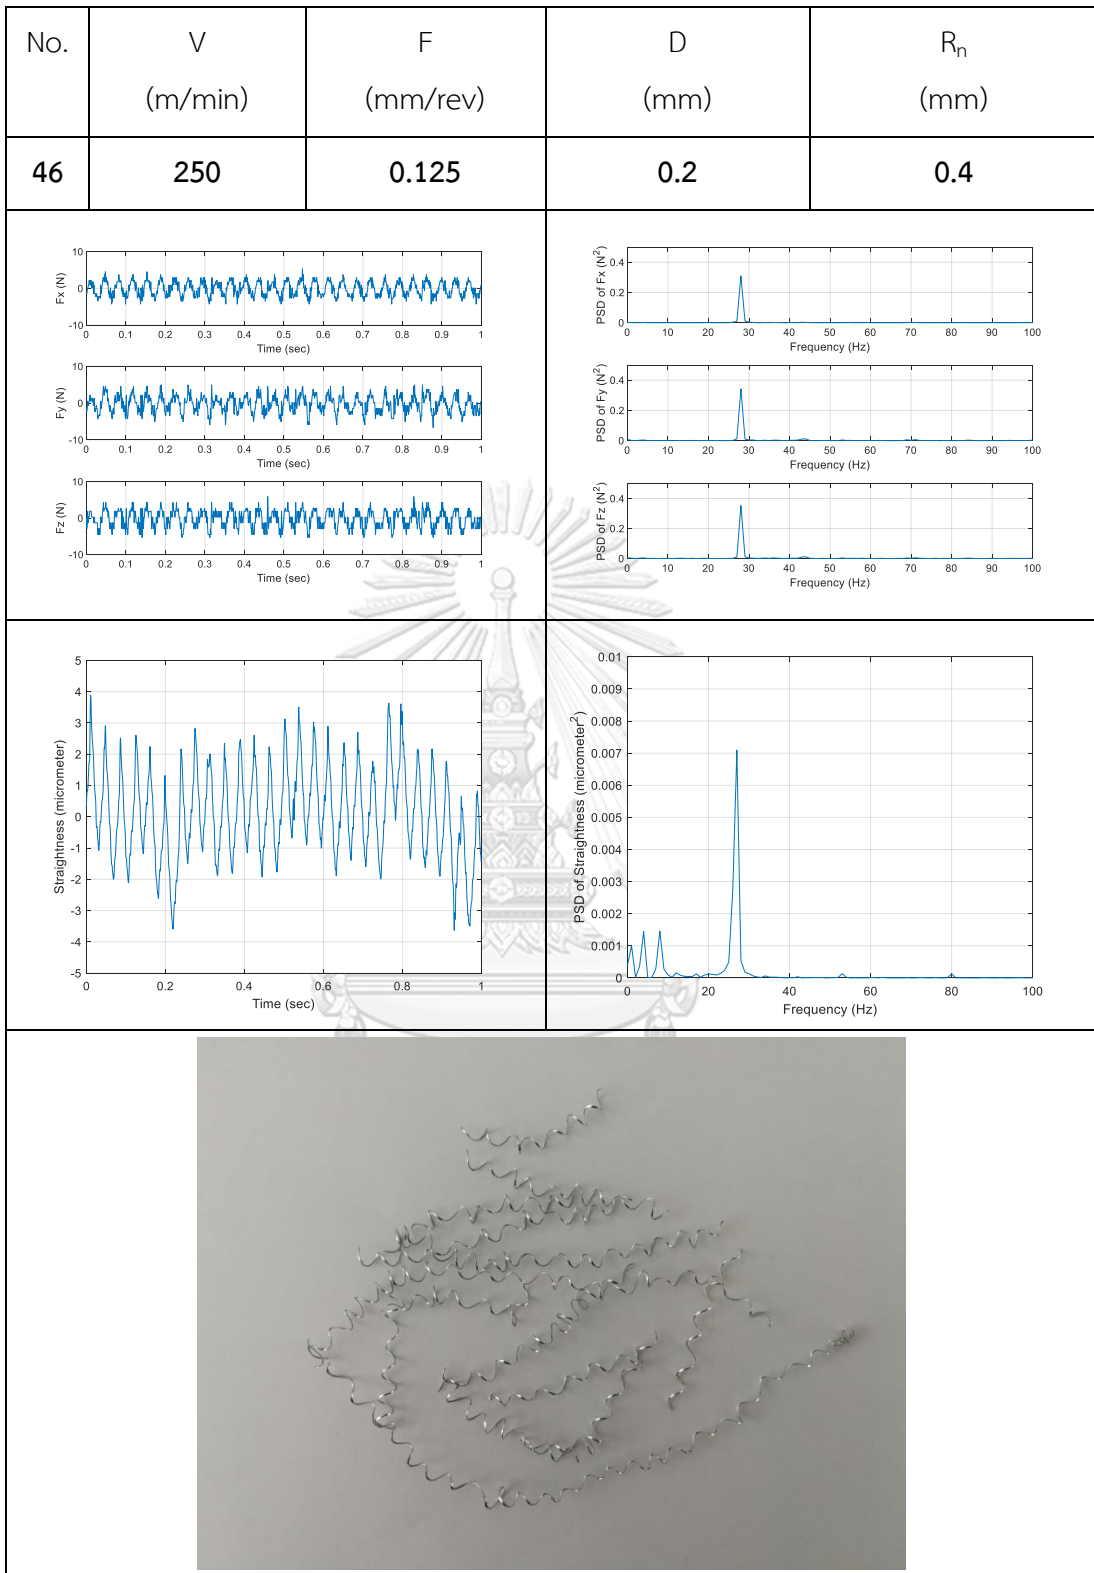 No. V F D Rn
(m/min) (mm/rev) (mm) (mm)
46 250 0.125 0.2 0.4
10
0
-10
Fx (N)
0 0.1 0.2 0.3 0.4 0.5 0.6 0.7 0.8 0.9 1
Time (sec)
10
0
-10
Fy (N)
0 0.1 0.2 0.3 0.4 0.5 0.6 0.7 0.8 0.9 1
Time (sec)
10
0
-10
Fz (N)
0 0.1 0.2 0.3 0.4 0.5 0.6 0.7 0.8 0.9 1
Time (sec)
PSD of Fx (N²)
0.4
0.2
0
0 10 20 30 40 50 60 70 80 90 100
Frequency (Hz)
PSD of Fy (N²)
0.4
0.2
0
0 10 20 30 40 50 60 70 80 90 100
Frequency (Hz)
PSD of Fz (N²)
0.4
0.2
0
0 10 20 30 40 50 60 70 80 90 100
Frequency (Hz)
Straightness (micrometer)
5
4
3
2
1
0
-1
-2
-3
-4
-5
0 0.2 0.4 0.6 0.8 1
Time (sec)
PSD of Straightness (micrometer²)
0.01
0.009
0.008
0.007
0.006
0.005
0.004
0.003
0.002
0.001
0
0 20 40 60 80 100
Frequency (Hz)